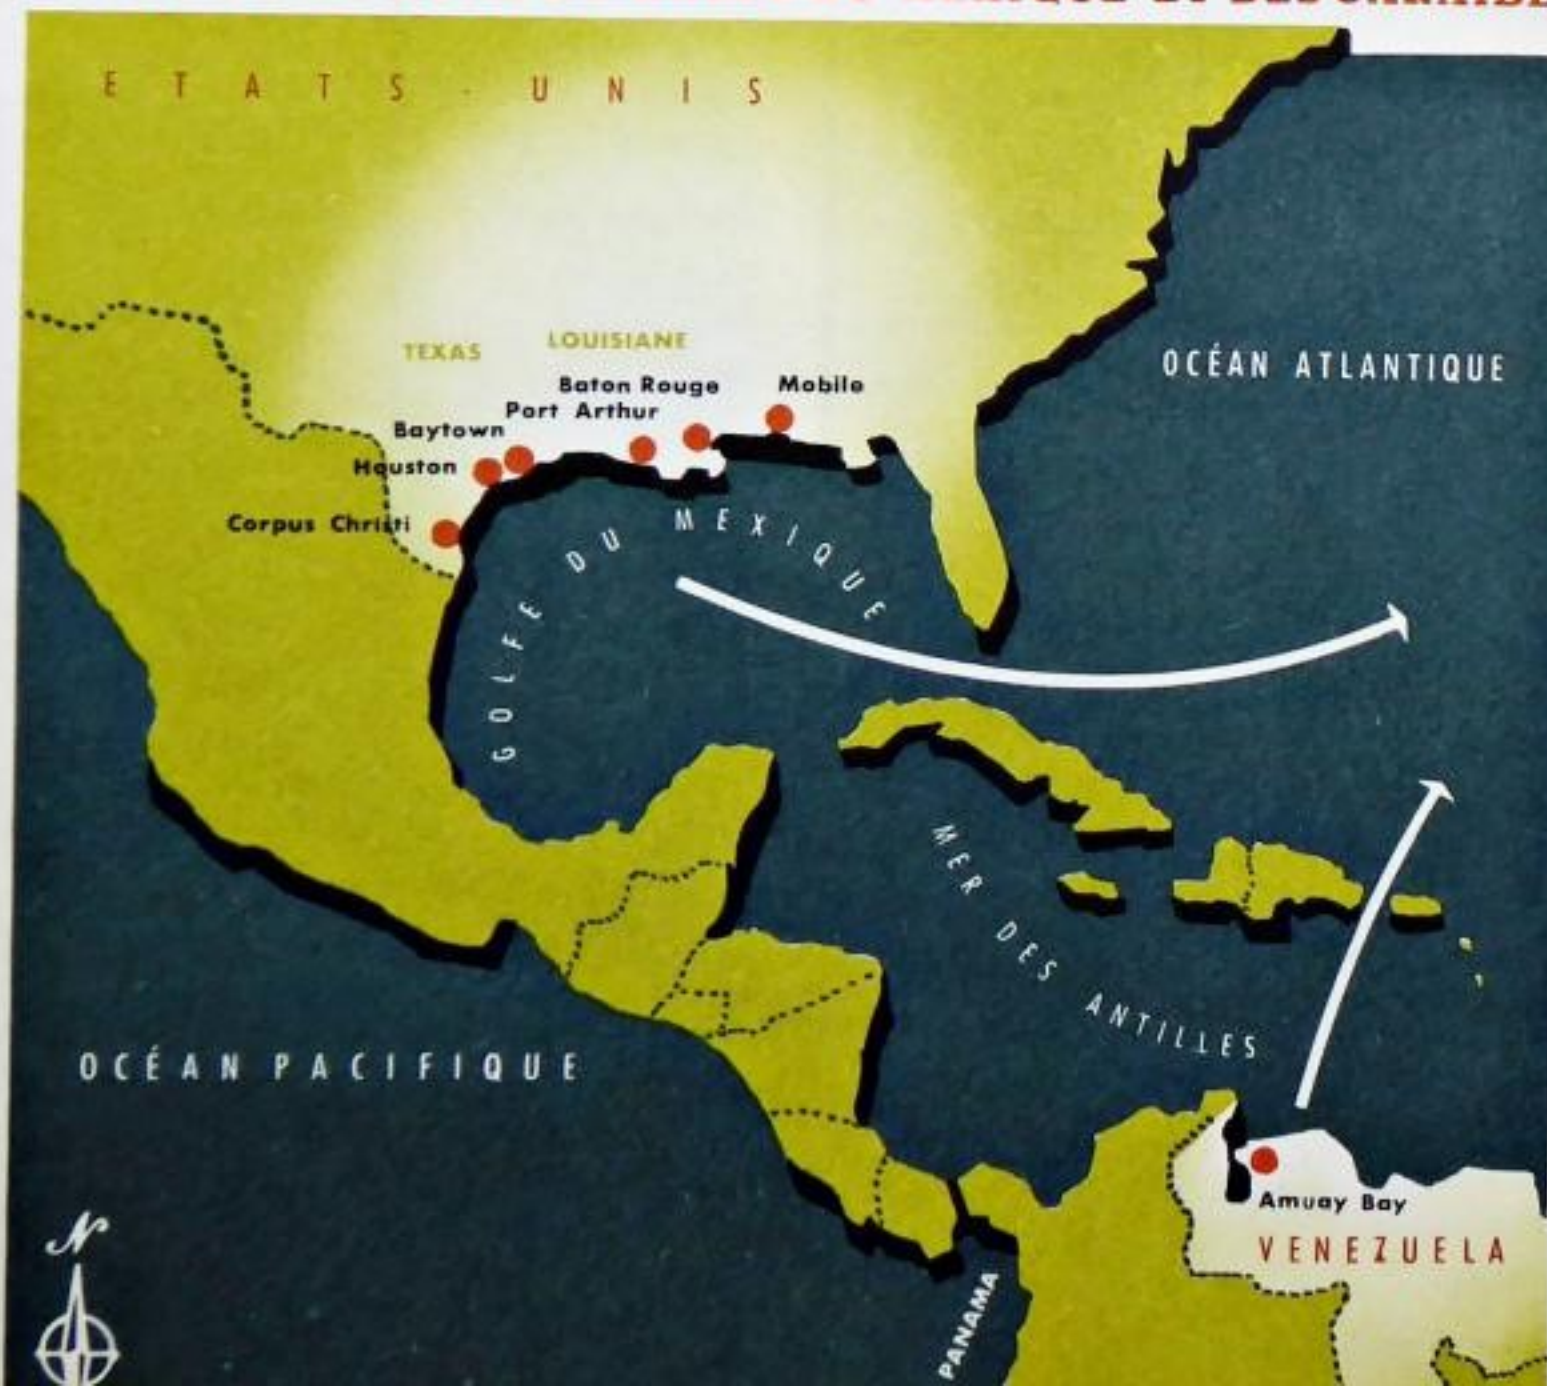 ETATS-UNIS
TEXAS
LOUISIANE
Baton Rouge
Mobile
Port Arthur
Baytown
Houston
Corpus Christi
OCÉAN ATLANTIQUE
GOLFE DU MEXIQUE
MER DES ANTILLES
OCÉAN PACIFIQUE
Amuay Bay
VENEZUELA
N
PANAMA